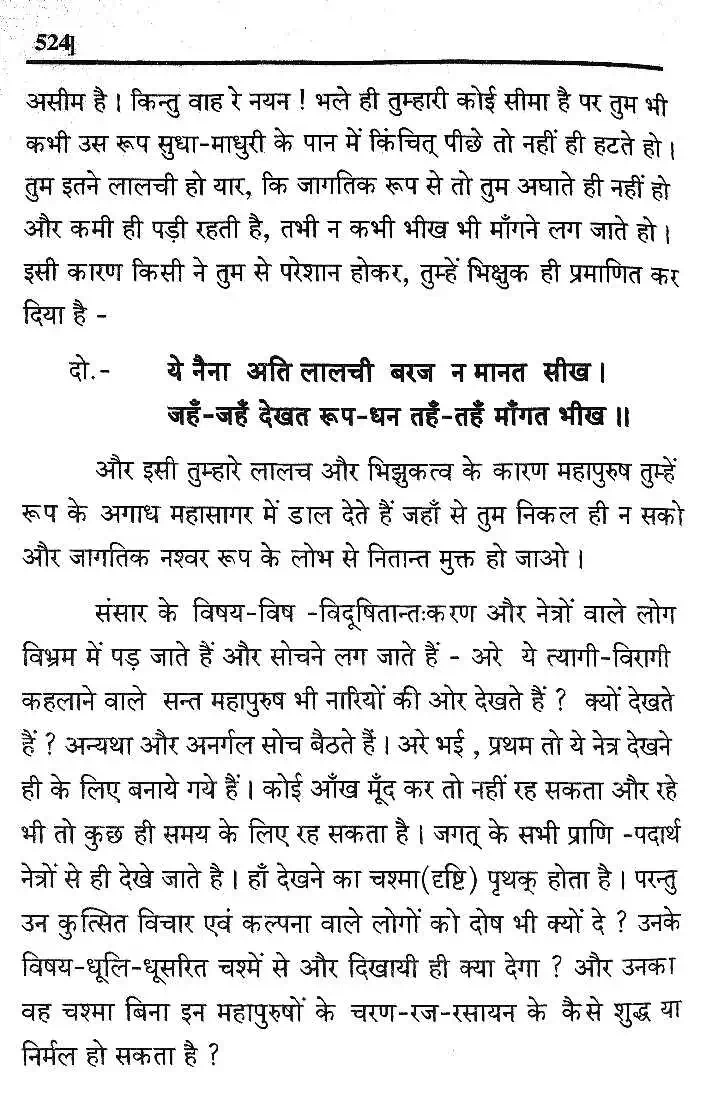 524
असीम है । किन्तु वाह रे नयन ! भले ही तुम्हारी कोई सीमा है पर तुम भी
कभी उस रूप सुधा-माधुरी के पान में किंचित् पीछे तो नहीं ही हटते हो ।
तुम इतने लालची हो यार, कि जागतिक रूप से तो तुम अघाते ही नहीं हो
और कमी ही पड़ी रहती है, तभी न कभी भीख भी माँगने लग जाते हो ।
इसी कारण किसी ने तुम से परेशान होकर, तुम्हें भिक्षुक ही प्रमाणित कर
दिया है -
दो.- ये नैना अति लालची बरज न मानत सीख ।
जहँ-जहँ देखत रूप-धन तहँ-तहँ माँगत भीख ॥
और इसी तुम्हारे लालच और भिझुकत्व के कारण महापुरुष तुम्हें
रूप के अगाध महासागर में डाल देते हैं जहाँ से तुम निकल ही न सको
और जागतिक नश्वर रूप के लोभ से नितान्त मुक्त हो जाओ ।
संसार के विषय-विष -विदूषितान्तःकरण और नेत्रों वाले लोग
विभ्रम में पड़ जाते हैं और सोचने लग जाते हैं - अरे ये त्यागी-विरागी
कहलाने वाले सन्त महापुरुष भी नारियों की ओर देखते हैं ? क्यों देखते
हैं ? अन्यथा और अनर्गल सोच बैठते हैं । अरे भई , प्रथम तो ये नेत्र देखने
ही के लिए बनाये गये हैं । कोई आँख मूँद कर तो नहीं रह सकता और रहे
भी तो कुछ ही समय के लिए रह सकता है । जगत् के सभी प्राणि -पदार्थ
नेत्रों से ही देखे जाते है । हाँ देखने का चश्मा(दृष्टि) पृथक् होता है । परन्तु
उन कुत्सित विचार एवं कल्पना वाले लोगों को दोष भी क्यों दे ? उनके
विषय-धूलि-धूसरित चश्में से और दिखायी ही क्या देगा ? और उनका
वह चश्मा बिना इन महापुरुषों के चरण-रज-रसायन के कैसे शुद्ध या
निर्मल हो सकता है ?